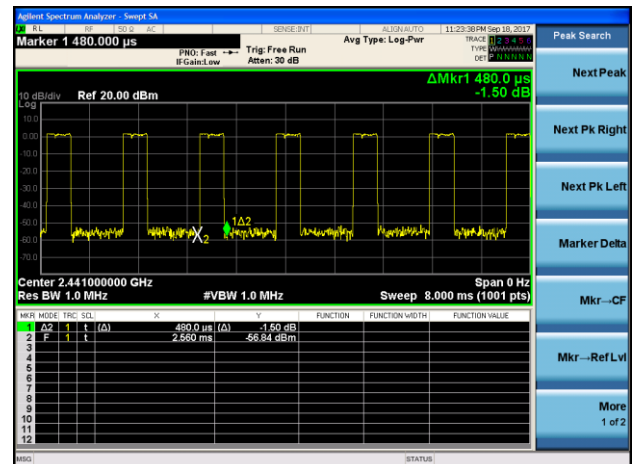 Agilent Spectrum Analyzer - Swept SA
RL RF 50 Ω AC SENSE:INT ALIGN AUTO 11:23:38 PM Sep 18, 2017
Marker 1 480.000 µs
PNO: Fast Trig: Free Run Avg Type: Log-Pwr TRACE 1 2 3 4 5 6
TYPE
IFGain:Low Atten: 30 dB DET P N N N N N
Peak Search
ΔMkr1 480.0 µs
-1.50 dB
10 dB/div Ref 20.00 dBm
Log
10.0
0.00
-10.0
-20.0
-30.0
-40.0
-50.0
-60.0
-70.0
1Δ2
X2
Center 2.441000000 GHz Span 0 Hz
Res BW 1.0 MHz #VBW 1.0 MHz Sweep 8.000 ms (1001 pts)
MKR MODE TRC SCL X Y FUNCTION FUNCTION WIDTH FUNCTION VALUE
1 Δ2 1 t (Δ) 480.0 µs (Δ) -1.50 dB
2 F 1 t 2.560 ms -56.84 dBm
3
4
5
6
7
8
9
10
11
12
MSG STATUS
Next Peak
Next Pk Right
Next Pk Left
Marker Delta
Mkr→CF
Mkr→Ref Lvl
More
1 of 2